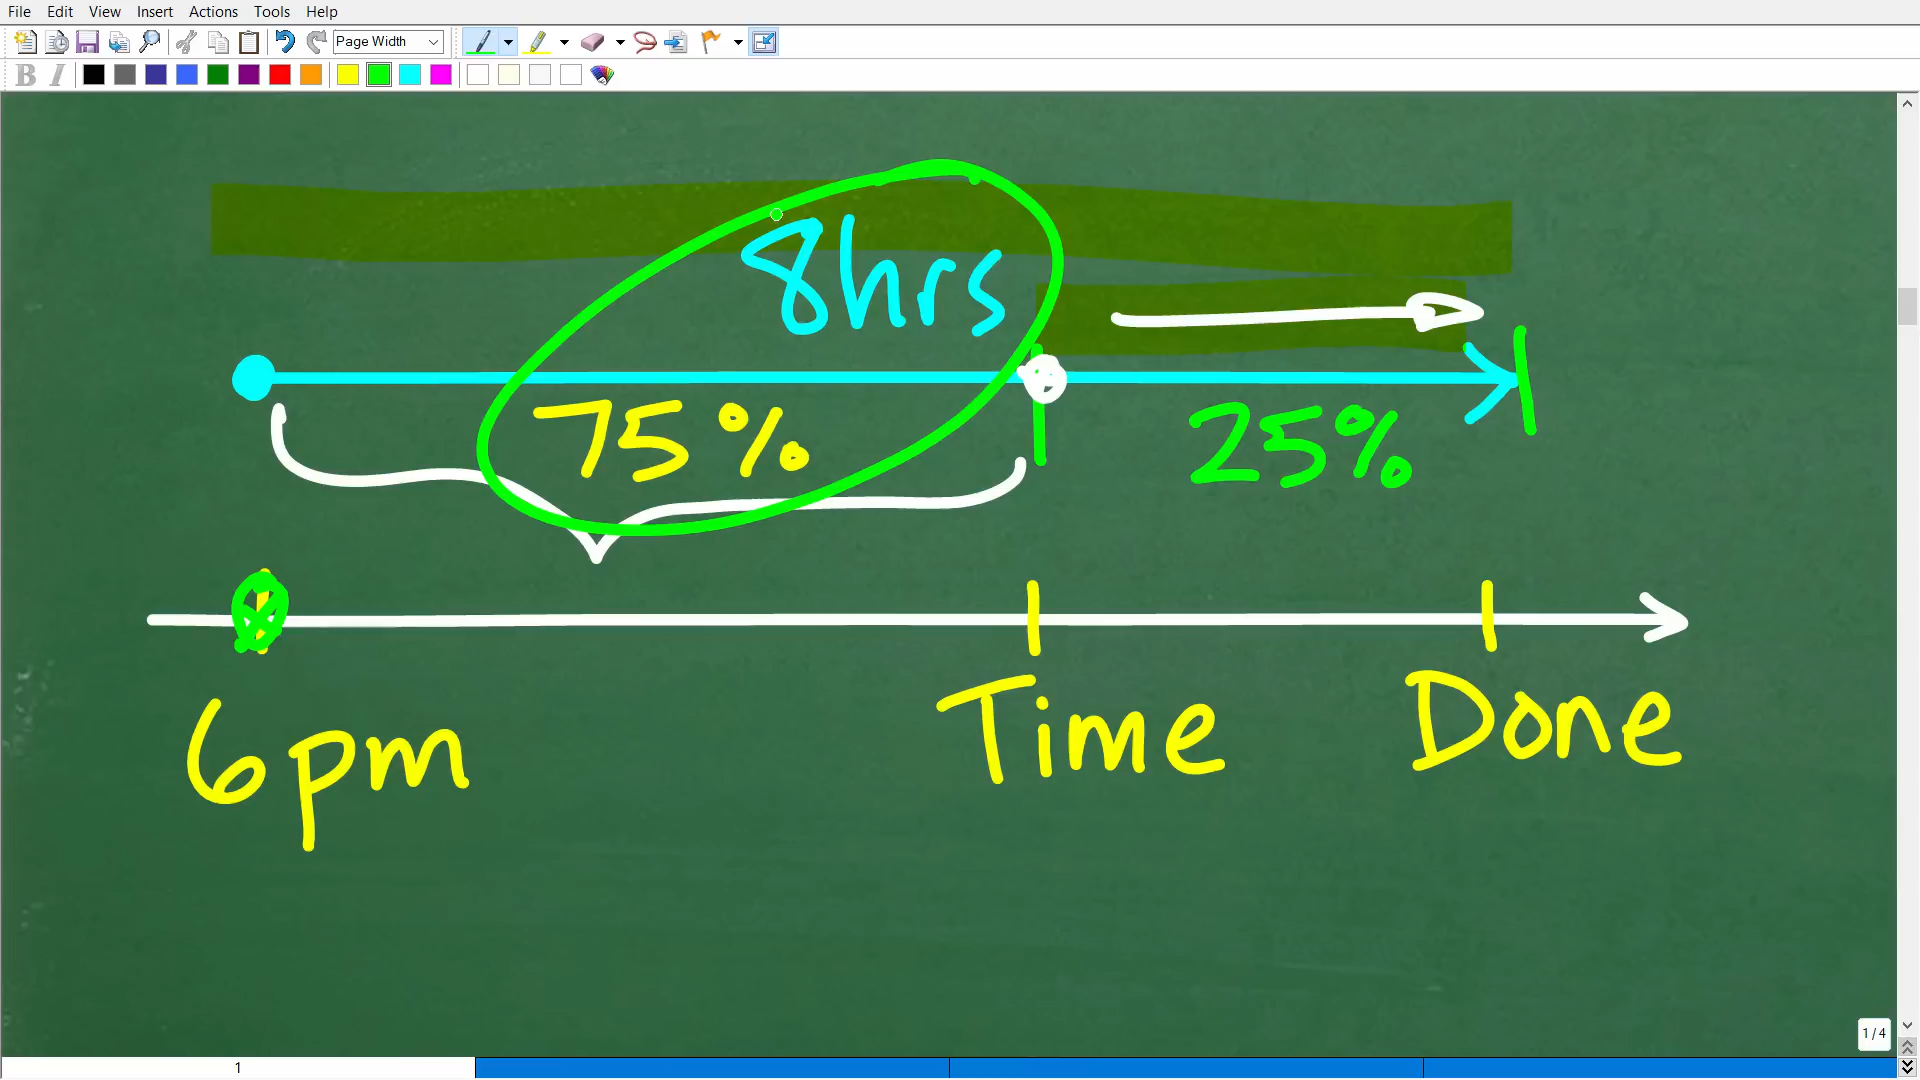 File Edit View Insert Actions Tools Help
Page Width
B I
8hrs
75% 25%
6pm Time Done
1 / 4
1